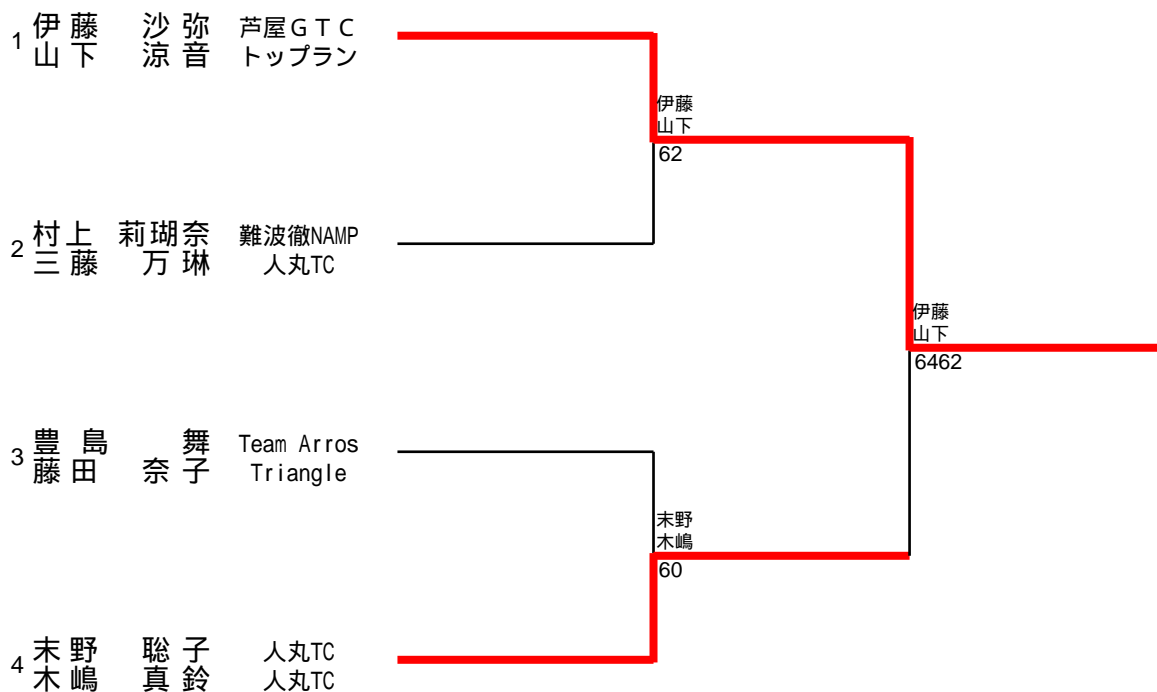 1 伊藤 沙弥 芦屋GTC
山下 涼音 トップラン
伊藤
山下
62
2 村上 莉瑚奈 難波徹NAMP
三藤 万琳 人丸TC
伊藤
山下
6462
3 豊島 舞 Team Arros
藤田 奈子 Triangle
末野
木嶋
60
4 末野 聡子 人丸TC
木嶋 真鈴 人丸TC